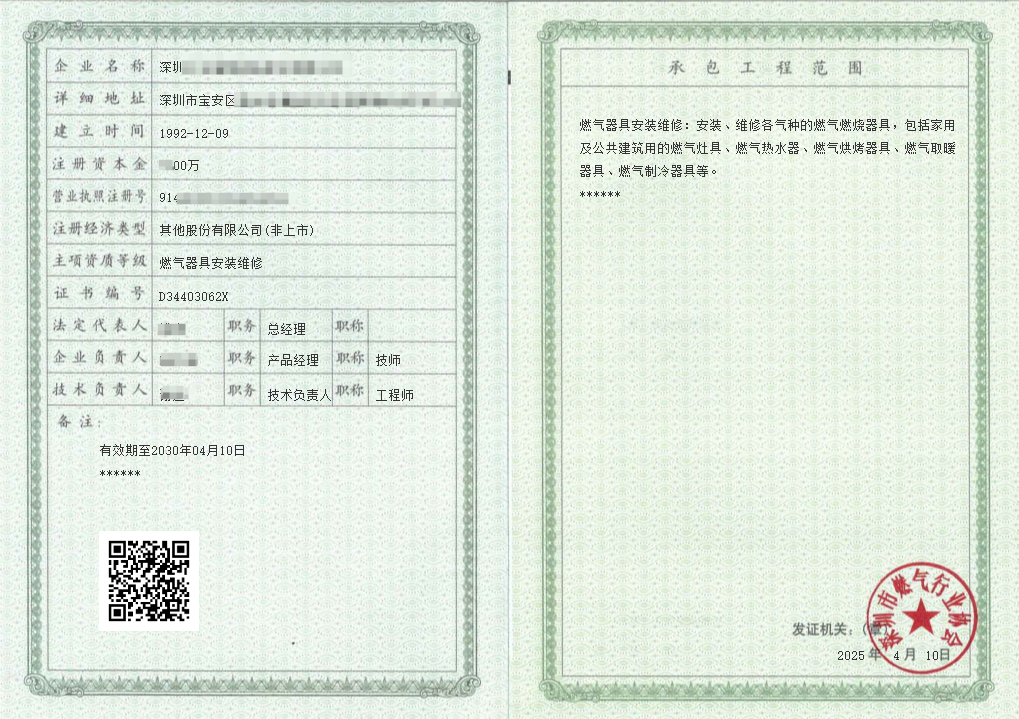 企业名称 深圳
详细地址 深圳市宝安区
建立时间 1992-12-09
注册资本金 00万
营业执照注册号 914
注册经济类型 其他股份有限公司(非上市)
主项资质等级 燃气器具安装维修
证书编号 D34403062X
法定代表人 职务 总经理 职称
企业负责人 职务 产品经理 职称 技师
技术负责人 职务 技术负责人 职称 工程师
备注:
有效期至2030年04月10日
******
承包工程范围
燃气器具安装维修: 安装、维修各气种的燃气燃烧器具, 包括家用
及公共建筑用的燃气灶具、燃气热水器、燃气烘烤器具、燃气取暖
器具、燃气制冷器具等。
******
深圳市燃气行业协会
发证机关: (章)
2025 年 4 月 10日